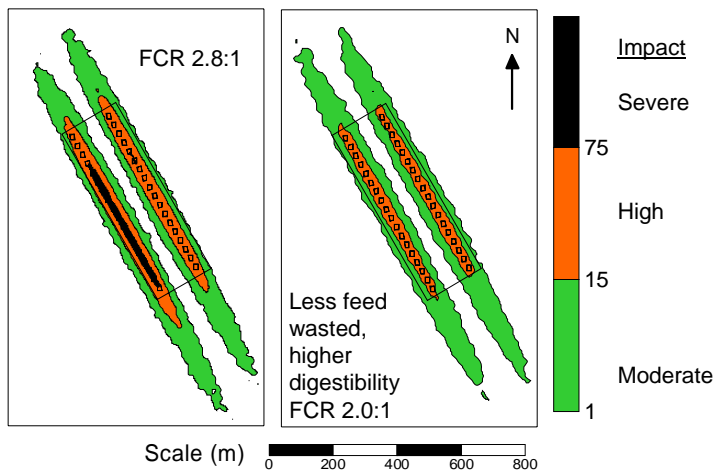 FCR 2.8:1
Less feed
wasted,
higher
digestibility
FCR 2.0:1
N
Impact
Severe
75
High
15
Moderate
1
Scale (m)
0 200 400 600 800